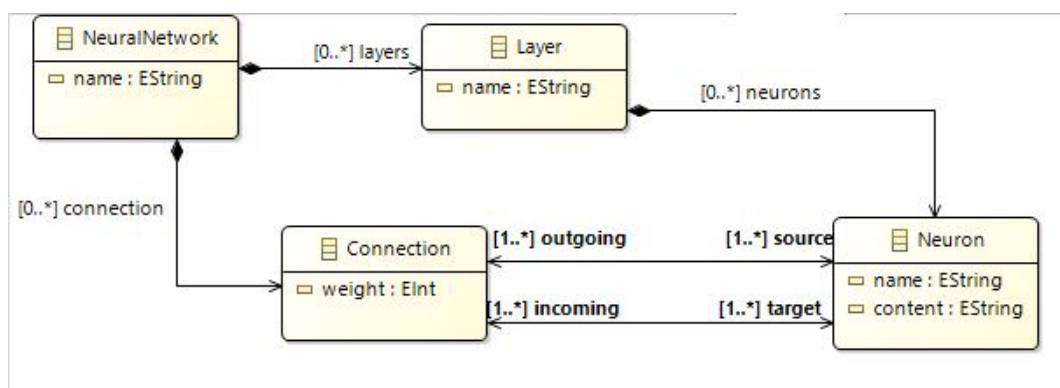 NeuralNetwork
name : EString
[0..*] layers
Layer
name : EString
[0..*] neurons
[0..*] connection
Connection
weight : EInt
[1..*] outgoing
[1..*] source
[1..*] incoming
[1..*] target
Neuron
name : EString
content : EString